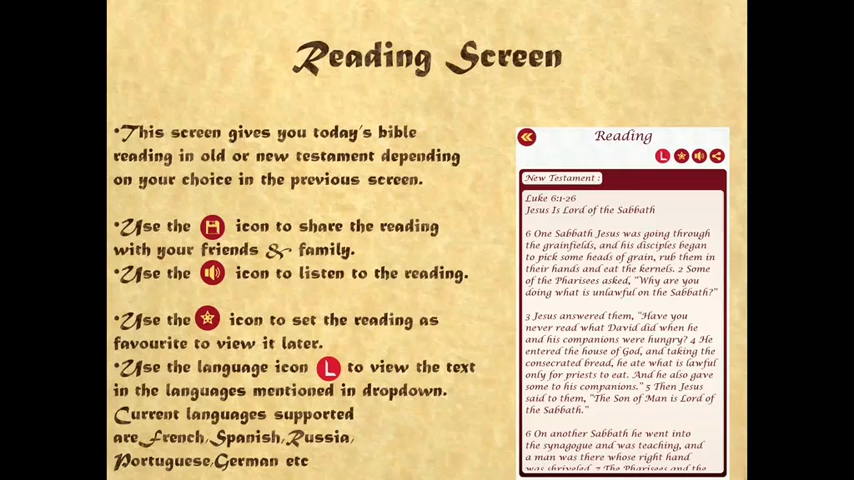 Reading Screen
•This screen gives you today's bible
reading in old or new testament depending
on your choice in the previous screen.
•Use the icon to share the reading
with your friends & family.
•Use the icon to listen to the reading.
•Use the icon to set the reading as
favourite to view it later.
•Use the language icon L to view the text
in the languages mentioned in dropdown.
Current languages supported
are,French,Spanish,Russia,
Portuguese,German etc
Reading
L
New Testament :
Luke 6:1-26
Jesus Is Lord of the Sabbath
6 One Sabbath Jesus was going through
the grainfields, and his disciples began
to pick some heads of grain, rub them in
their hands and eat the kernels. 2 Some
of the Pharisees asked, "Why are you
doing what is unlawful on the Sabbath?"
3 Jesus answered them, "Have you
never read what David did when he
and his companions were hungry? 4 He
entered the house of God, and taking the
consecrated bread, he ate what is lawful
only for priests to eat. And he also gave
some to his companions." 5 Then Jesus
said to them, "The Son of Man is Lord of
the Sabbath."
6 On another Sabbath he went into
the synagogue and was teaching, and
a man was there whose right hand
was shriveled. 7 The Pharisees and the